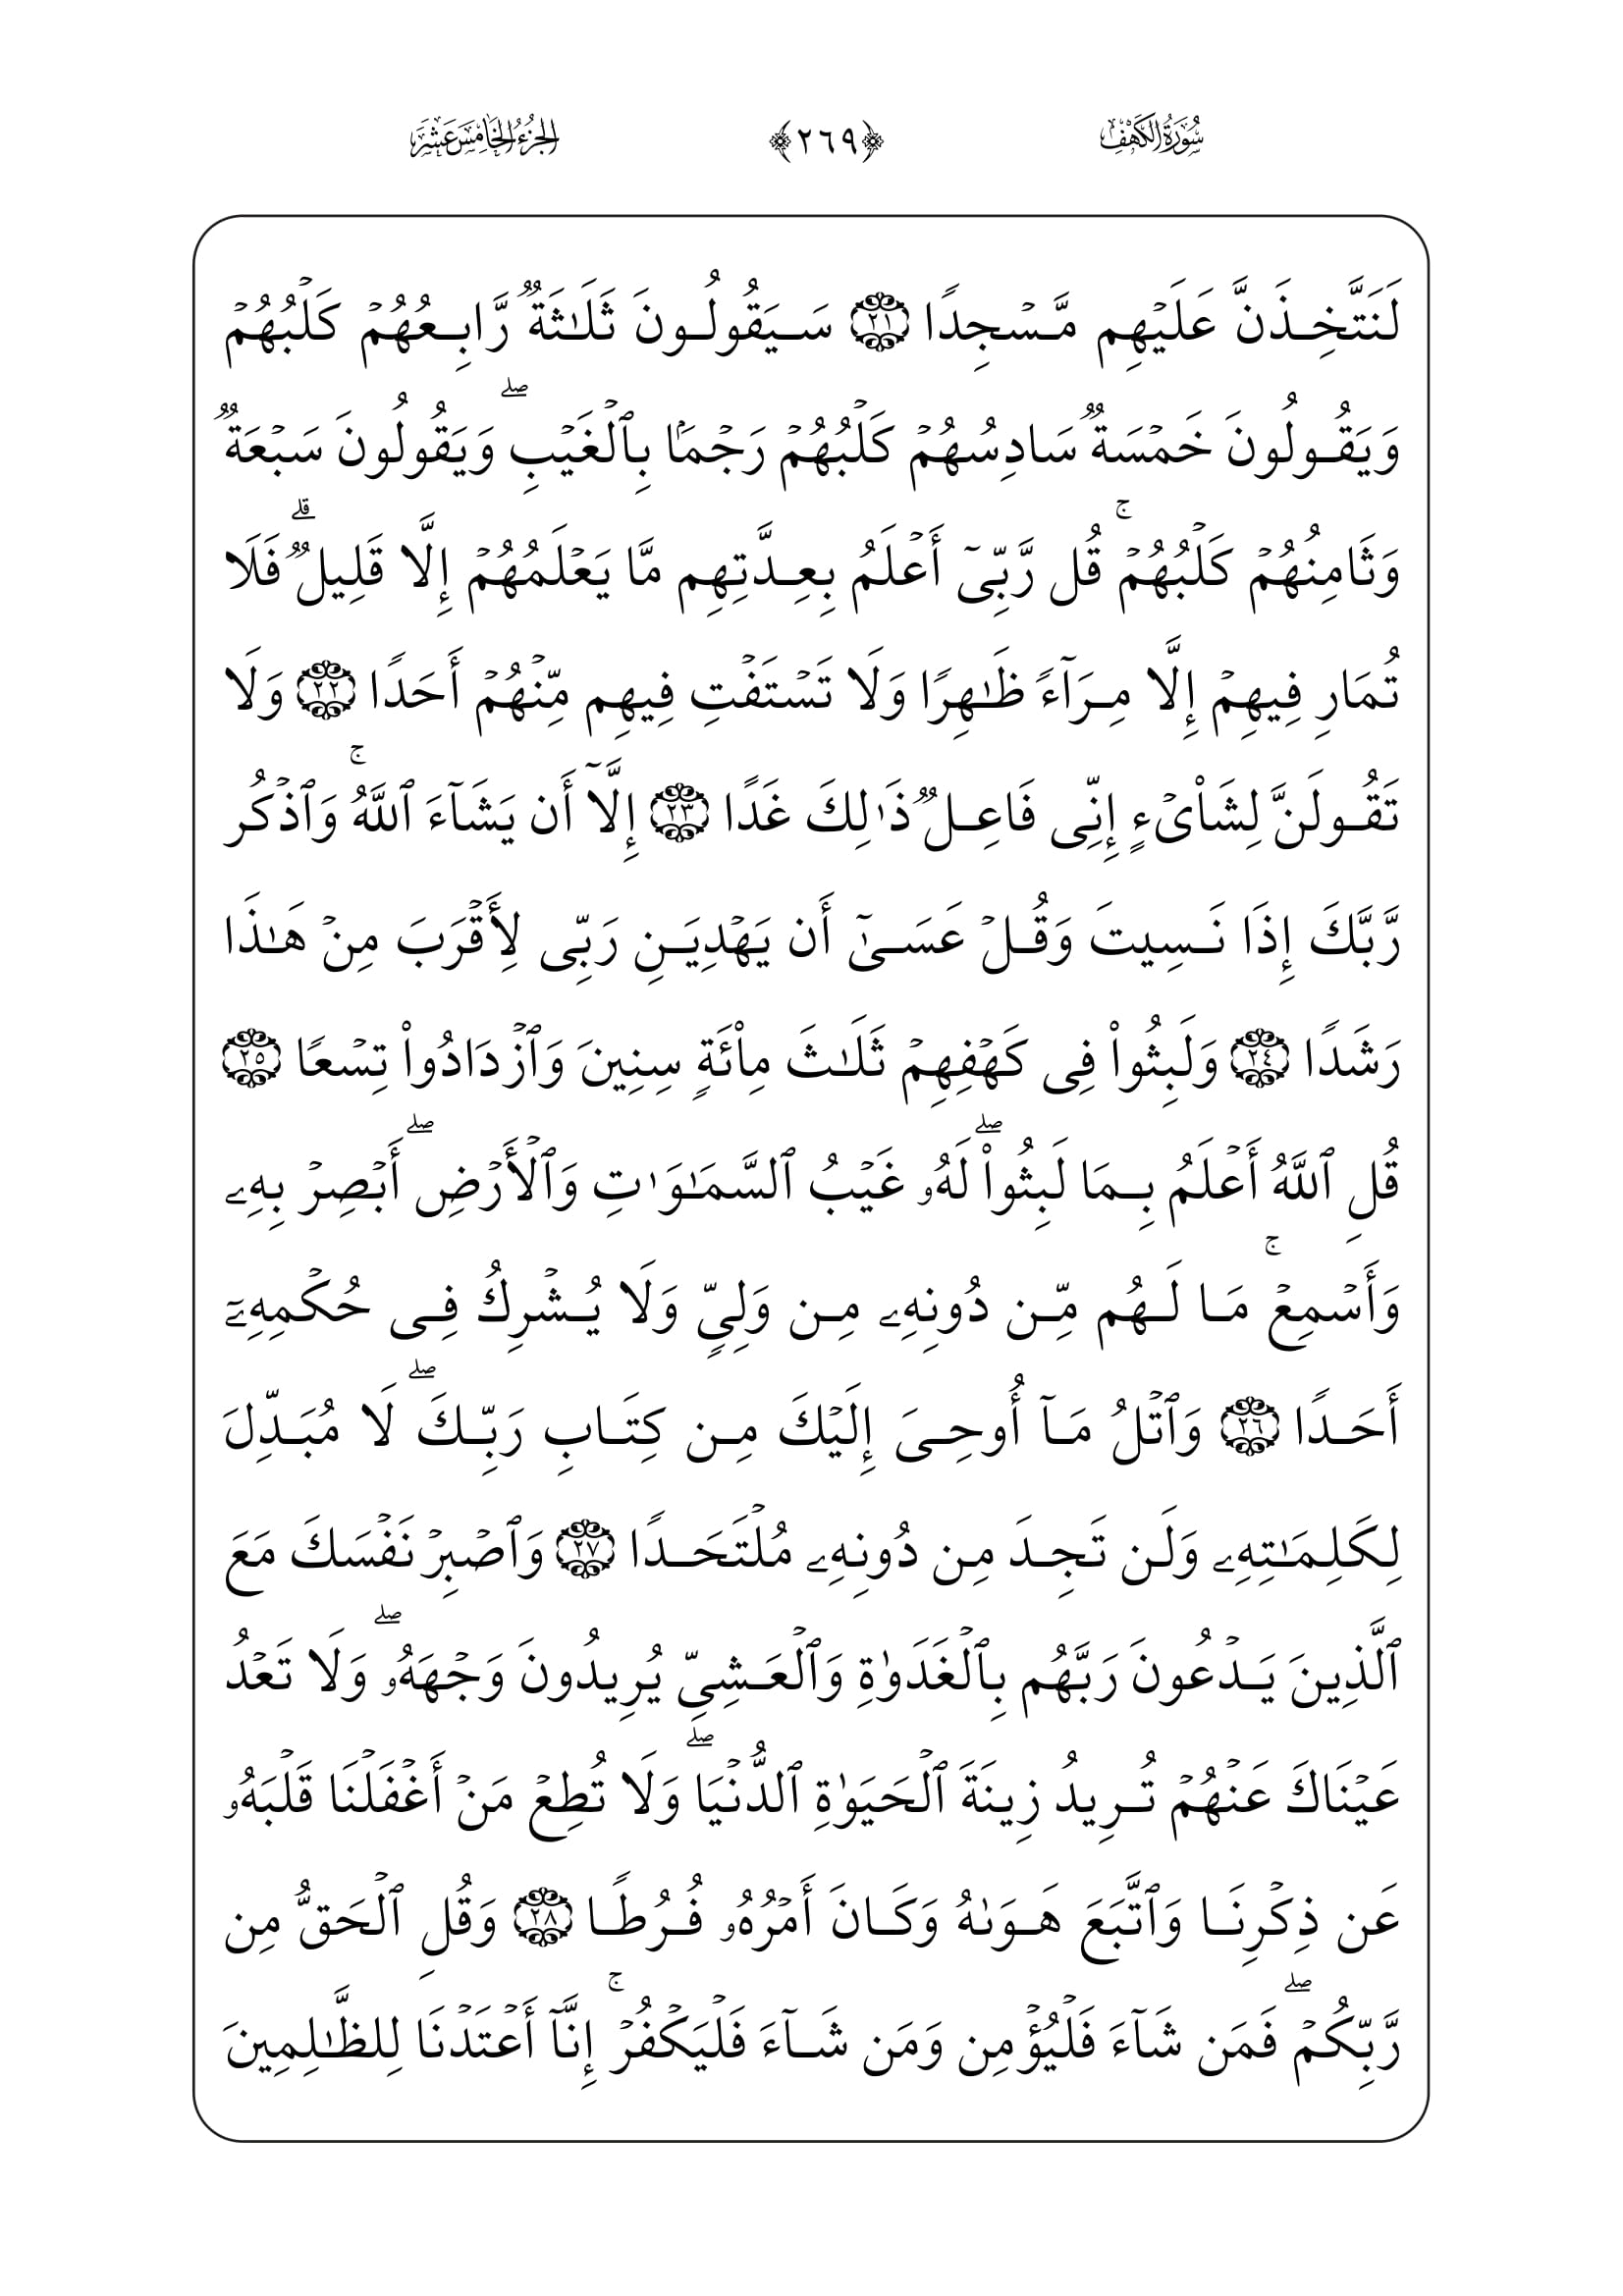 سُورَةُ الكَهْفِ ﴿٢٦٩﴾ الجُزْءُ الخَامِسَ عَشَرَ
لَنَتَّخِذَنَّ عَلَيۡهِم مَّسۡجِدًا ٢١ سَيَقُولُونَ ثَلَٰثَةٞ رَّابِعُهُمۡ كَلۡبُهُمۡ
وَيَقُولُونَ خَمۡسَةٞ سَادِسُهُمۡ كَلۡبُهُمۡ رَجۡمَۢا بِٱلۡغَيۡبِۖ وَيَقُولُونَ سَبۡعَةٞ
وَثَامِنُهُمۡ كَلۡبُهُمۡۚ قُل رَّبِّيٓ أَعۡلَمُ بِعِدَّتِهِم مَّا يَعۡلَمُهُمۡ إِلَّا قَلِيلٞۗ فَلَا
تُمَارِ فِيهِمۡ إِلَّا مِرَآءٗ ظَٰهِرٗا وَلَا تَسۡتَفۡتِ فِيهِم مِّنۡهُمۡ أَحَدٗا ٢٢ وَلَا
تَقُولَنَّ لِشَاْيۡءٍ إِنِّي فَاعِلٞ ذَٰلِكَ غَدًا ٢٣ إِلَّآ أَن يَشَآءَ ٱللَّهُۚ وَٱذۡكُر
رَّبَّكَ إِذَا نَسِيتَ وَقُلۡ عَسَىٰٓ أَن يَهۡدِيَنِ رَبِّي لِأَقۡرَبَ مِنۡ هَٰذَا
رَشَدٗا ٢٤ وَلَبِثُواْ فِي كَهۡفِهِمۡ ثَلَٰثَ مِاْئَةٖ سِنِينَ وَٱزۡدَادُواْ تِسۡعٗا ٢٥
قُلِ ٱللَّهُ أَعۡلَمُ بِمَا لَبِثُواْۖ لَهُۥ غَيۡبُ ٱلسَّمَٰوَٰتِ وَٱلۡأَرۡضِۖ أَبۡصِرۡ بِهِۦ
وَأَسۡمِعۡۚ مَا لَهُم مِّن دُونِهِۦ مِن وَلِيّٖ وَلَا يُشۡرِكُ فِي حُكۡمِهِۦٓ
أَحَدٗا ٢٦ وَٱتۡلُ مَآ أُوحِيَ إِلَيۡكَ مِن كِتَابِ رَبِّكَۖ لَا مُبَدِّلَ
لِكَلِمَٰتِهِۦ وَلَن تَجِدَ مِن دُونِهِۦ مُلۡتَحَدٗا ٢٧ وَٱصۡبِرۡ نَفۡسَكَ مَعَ
ٱلَّذِينَ يَدۡعُونَ رَبَّهُم بِٱلۡغَدَوٰةِ وَٱلۡعَشِيِّ يُرِيدُونَ وَجۡهَهُۥۖ وَلَا تَعۡدُ
عَيۡنَاكَ عَنۡهُمۡ تُرِيدُ زِينَةَ ٱلۡحَيَوٰةِ ٱلدُّنۡيَاۖ وَلَا تُطِعۡ مَنۡ أَغۡفَلۡنَا قَلۡبَهُۥ
عَن ذِكۡرِنَا وَٱتَّبَعَ هَوَىٰهُ وَكَانَ أَمۡرُهُۥ فُرُطٗا ٢٨ وَقُلِ ٱلۡحَقُّ مِن
رَّبِّكُمۡۖ فَمَن شَآءَ فَلۡيُؤۡمِن وَمَن شَآءَ فَلۡيَكۡفُرۡۚ إِنَّآ أَعۡتَدۡنَا لِلظَّٰلِمِينَ